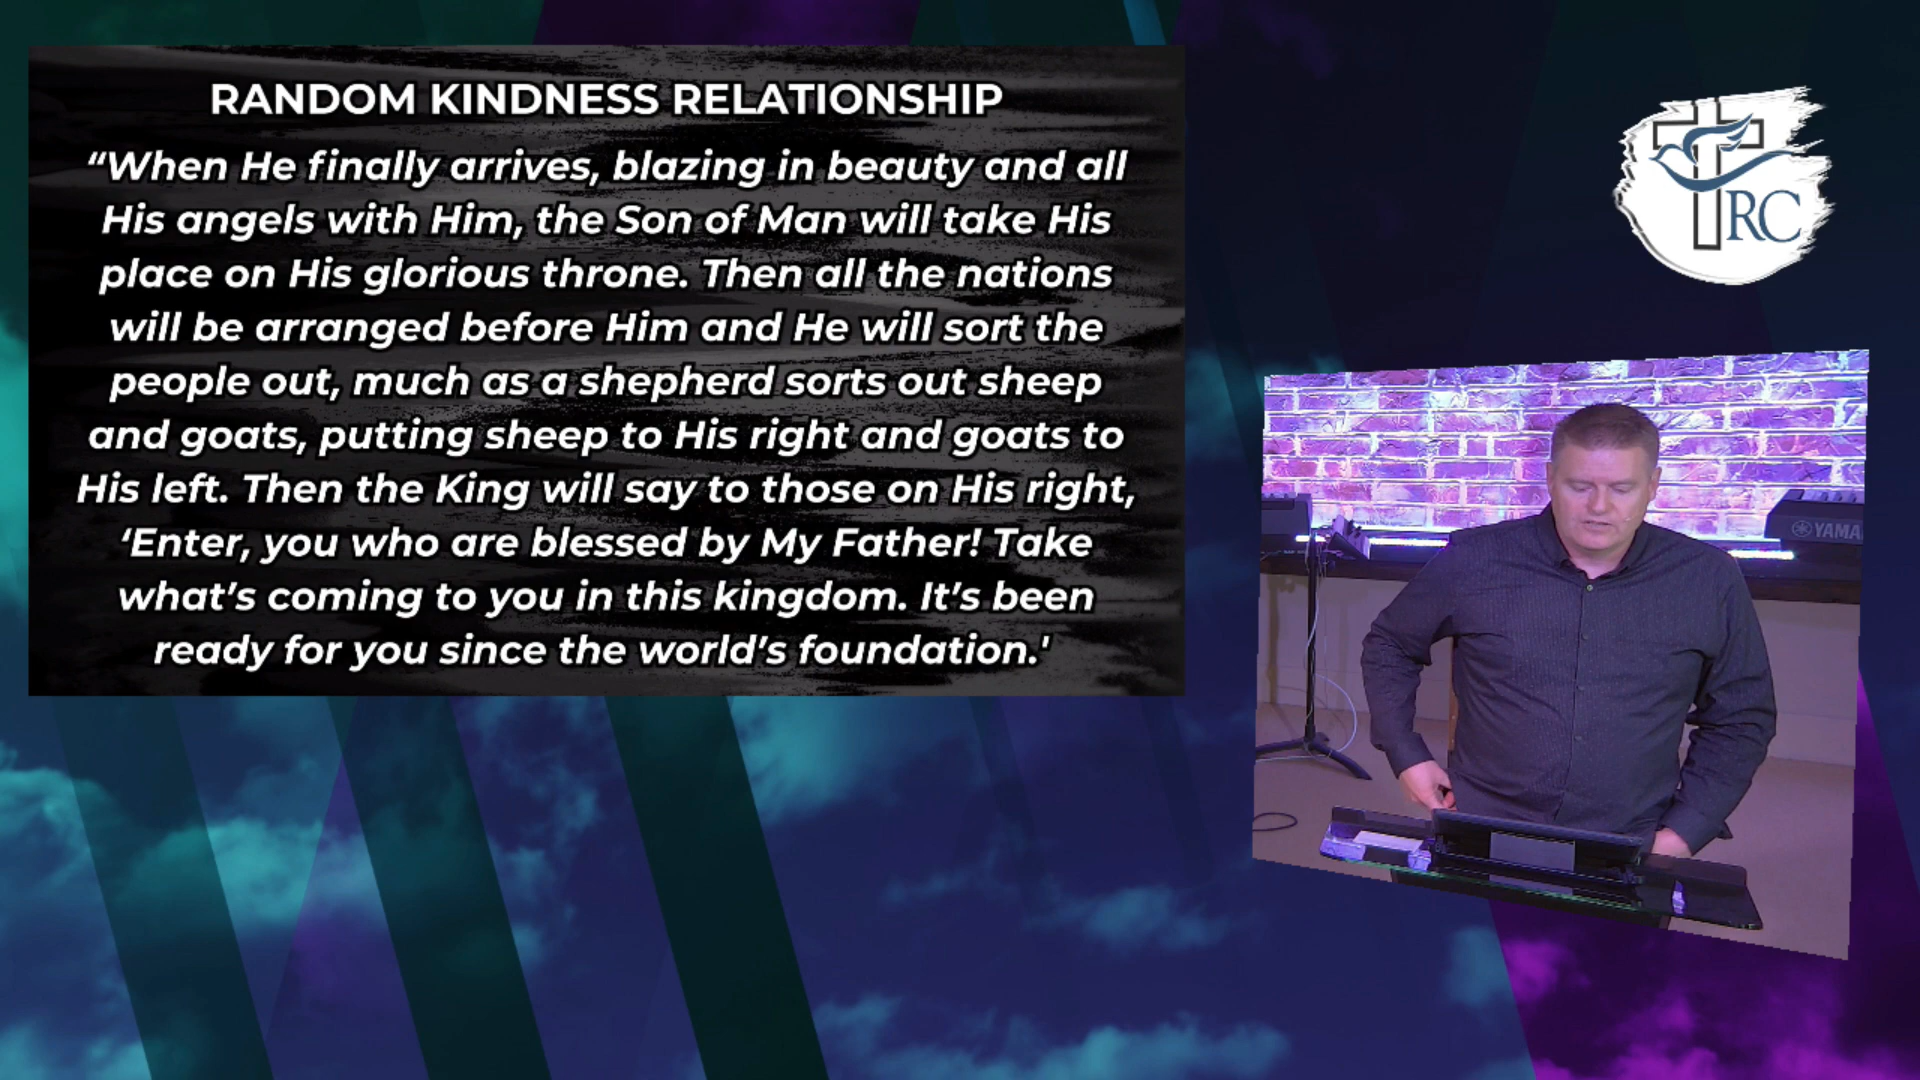 RANDOM KINDNESS RELATIONSHIP
“When He finally arrives, blazing in beauty and all
His angels with Him, the Son of Man will take His
place on His glorious throne. Then all the nations
will be arranged before Him and He will sort the
people out, much as a shepherd sorts out sheep
and goats, putting sheep to His right and goats to
His left. Then the King will say to those on His right,
‘Enter, you who are blessed by My Father! Take
what’s coming to you in this kingdom. It’s been
ready for you since the world’s foundation.'
RC
YAMA